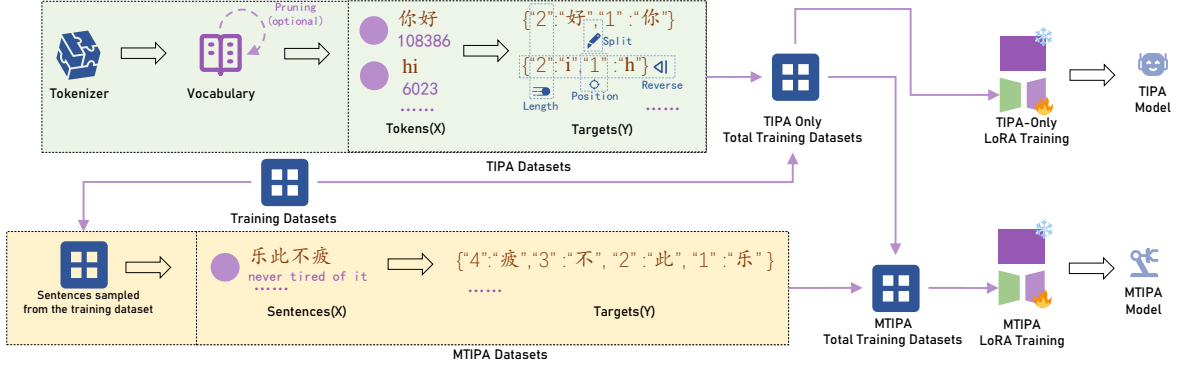 Pruning
(optional)
Tokenizer
Vocabulary
你好
108386
hi
6023
......
Tokens(X)
{“2”:“好”,“1” :“你”}
Split
{“2”:“i”,“1” :“h”}
Length
Position
Reverse
......
Targets(Y)
TIPA Datasets
TIPA Only
Total Training Datasets
TIPA-Only
LoRA Training
TIPA
Model
Training Datasets
Sentences sampled
from the training dataset
乐此不疲
never tired of it
......
Sentences(X)
{“4”:“疲”,“3” :“不”, “2” :“此”, “1” :“乐” }
......
Targets(Y)
MTIPA Datasets
MTIPA
Total Training Datasets
MTIPA
LoRA Training
MTIPA
Model